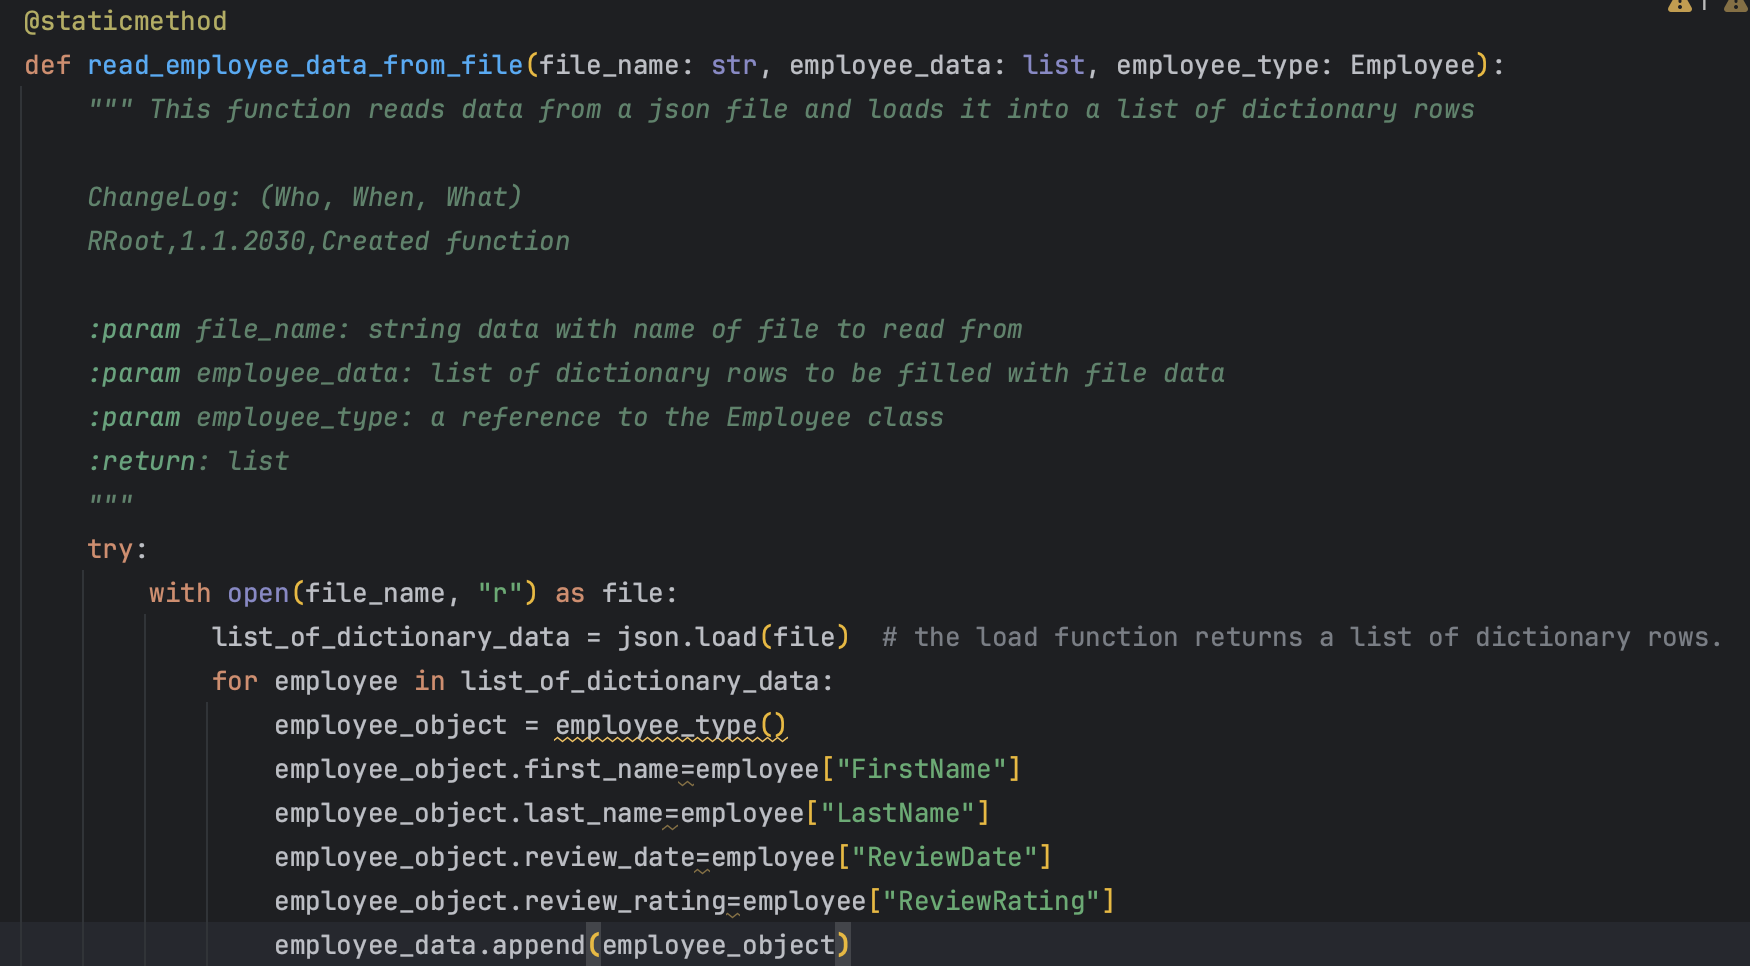 @staticmethod
def read_employee_data_from_file(file_name: str, employee_data: list, employee_type: Employee):
    """ This function reads data from a json file and loads it into a list of dictionary rows

    ChangeLog: (Who, When, What)
    RRoot,1.1.2030,Created function

    :param file_name: string data with name of file to read from
    :param employee_data: list of dictionary rows to be filled with file data
    :param employee_type: a reference to the Employee class
    :return: list
    """
    try:
        with open(file_name, "r") as file:
            list_of_dictionary_data = json.load(file)  # the load function returns a list of dictionary rows.
            for employee in list_of_dictionary_data:
                employee_object = employee_type()
                employee_object.first_name=employee["FirstName"]
                employee_object.last_name=employee["LastName"]
                employee_object.review_date=employee["ReviewDate"]
                employee_object.review_rating=employee["ReviewRating"]
                employee_data.append(employee_object)